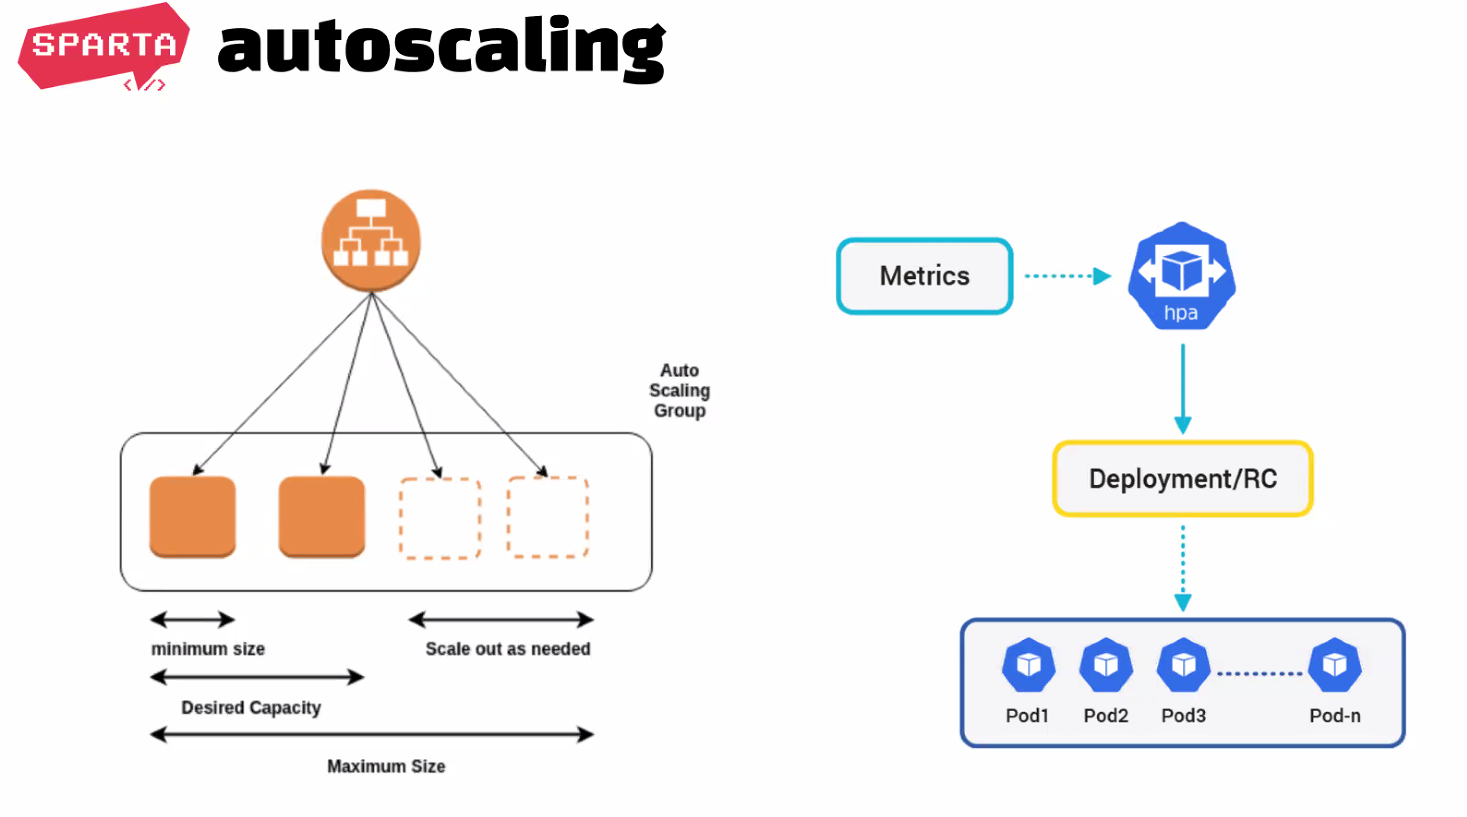 SPARTA
</>
autoscaling
Auto
Scaling
Group
minimum size
Scale out as needed
Desired Capacity
Maximum Size
Metrics
hpa
Deployment/RC
Pod1
Pod2
Pod3
Pod-n